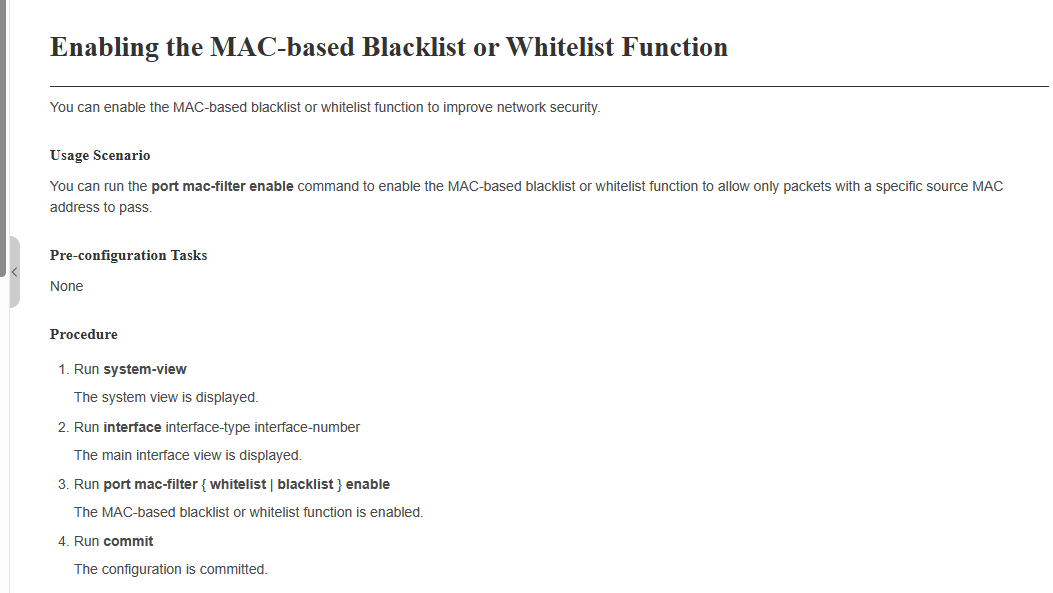 Enabling the MAC-based Blacklist or Whitelist Function
You can enable the MAC-based blacklist or whitelist function to improve network security.
Usage Scenario
You can run the port mac-filter enable command to enable the MAC-based blacklist or whitelist function to allow only packets with a specific source MAC
address to pass.
Pre-configuration Tasks
None
Procedure
1. Run system-view
The system view is displayed.
2. Run interface interface-type interface-number
The main interface view is displayed.
3. Run port mac-filter { whitelist | blacklist } enable
The MAC-based blacklist or whitelist function is enabled.
4. Run commit
The configuration is committed.